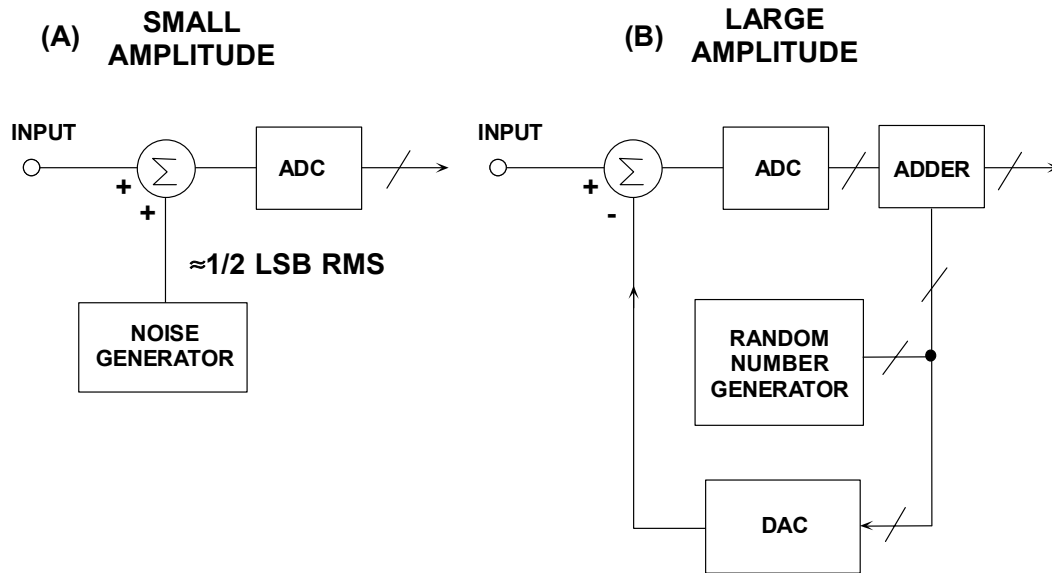 (A)
SMALL
AMPLITUDE
INPUT
Σ
+
+
ADC
≈1/2 LSB RMS
NOISE
GENERATOR
(B)
LARGE
AMPLITUDE
INPUT
Σ
+
-
ADC
ADDER
RANDOM
NUMBER
GENERATOR
DAC